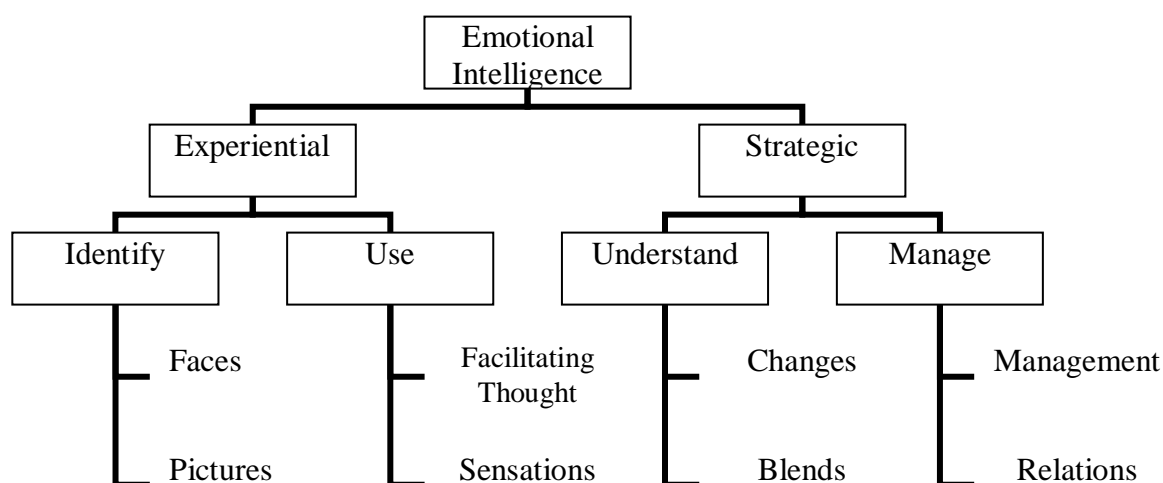 Emotional
Intelligence
Experiential
Strategic
Identify
Use
Understand
Manage
Faces
Facilitating
Thought
Changes
Management
Pictures
Sensations
Blends
Relations